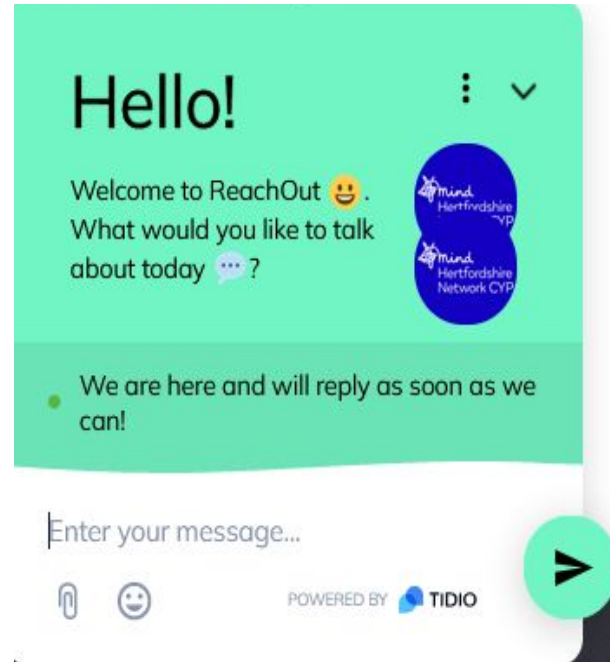 Hello!
Welcome to ReachOut 😃.
What would you like to talk
about today 💬?
mind
Hertfordshire
YP
mind
Hertfordshire
Network CYP
We are here and will reply as soon as we
can!
Enter your message...
POWERED BY TIDIO